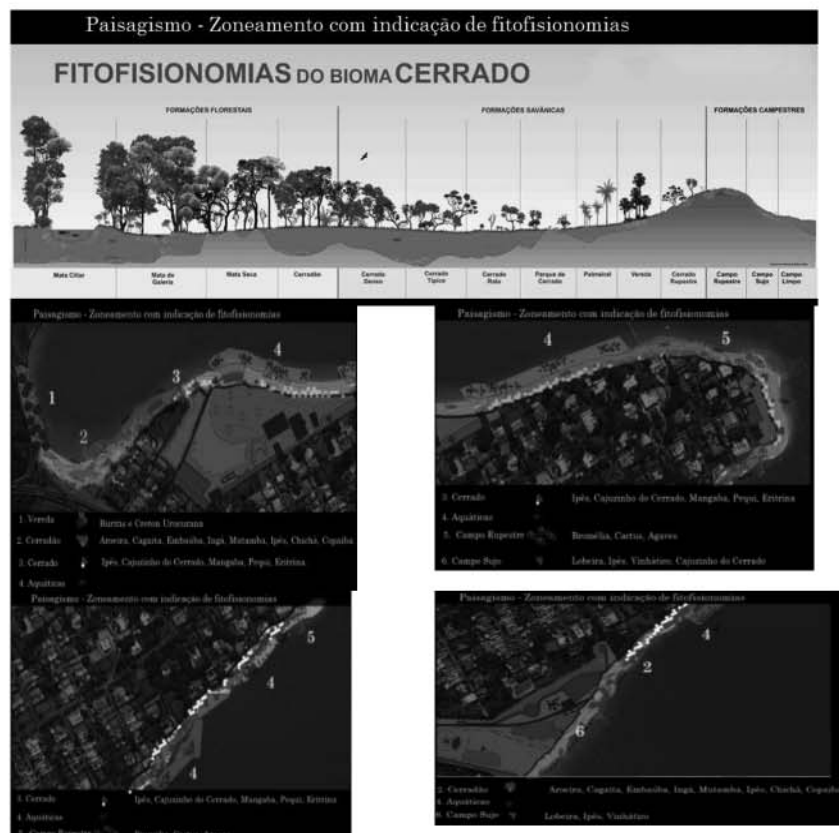 Paisagismo - Zoneamento com indicação de fitofisionomias
FITOFISIONOMIAS DO BIOMA CERRADO
FORMAÇÕES FLORESTAIS
FORMAÇÕES SAVÂNICAS
FORMAÇÕES CAMPESTRES
Mata Ciliar
Mata de Galeria
Mata Seca
Cerradão
Cerrado Denso
Cerrado Típico
Cerrado Ralo
Parque de Cerrado
Palmeiral
Vereda
Cerrado Rupestre
Campo Rupestre
Campo Sujo
Campo Limpo
Paisagismo - Zoneamento com indicação de fitofisionomias
1
2
3
4
1. Vereda Buritis e Croton Urucurana
2. Cerradão Aroeira, Cagaita, Embaúba, Ingá, Mutamba, Ipês, Chichá, Copaíba
3. Cerrado Ipês, Cajuzinho do Cerrado, Mangaba, Pequi, Eritrina
4. Aquáticas
Paisagismo - Zoneamento com indicação de fitofisionomias
4
5
3. Cerrado Ipês, Cajuzinho do Cerrado, Mangaba, Pequi, Eritrina
4. Aquáticas
5. Campo Rupestre Bromélia, Cactus, Agaves
6. Campo Sujo Lobeira, Ipês, Vinhático, Cajuzinho do Cerrado
Paisagismo - Zoneamento com indicação de fitofisionomias
5
4
4
3. Cerrado Ipês, Cajuzinho do Cerrado, Mangaba, Pequi, Eritrina
4. Aquáticas
Paisagismo - Zoneamento com indicação de fitofisionomias
4
2
6
2. Cerradão Aroeira, Cagaita, Embaúba, Ingá, Mutamba, Ipês, Chichá, Copaíba
4. Aquáticas
6. Campo Sujo Lobeira, Ipês, Vinhático